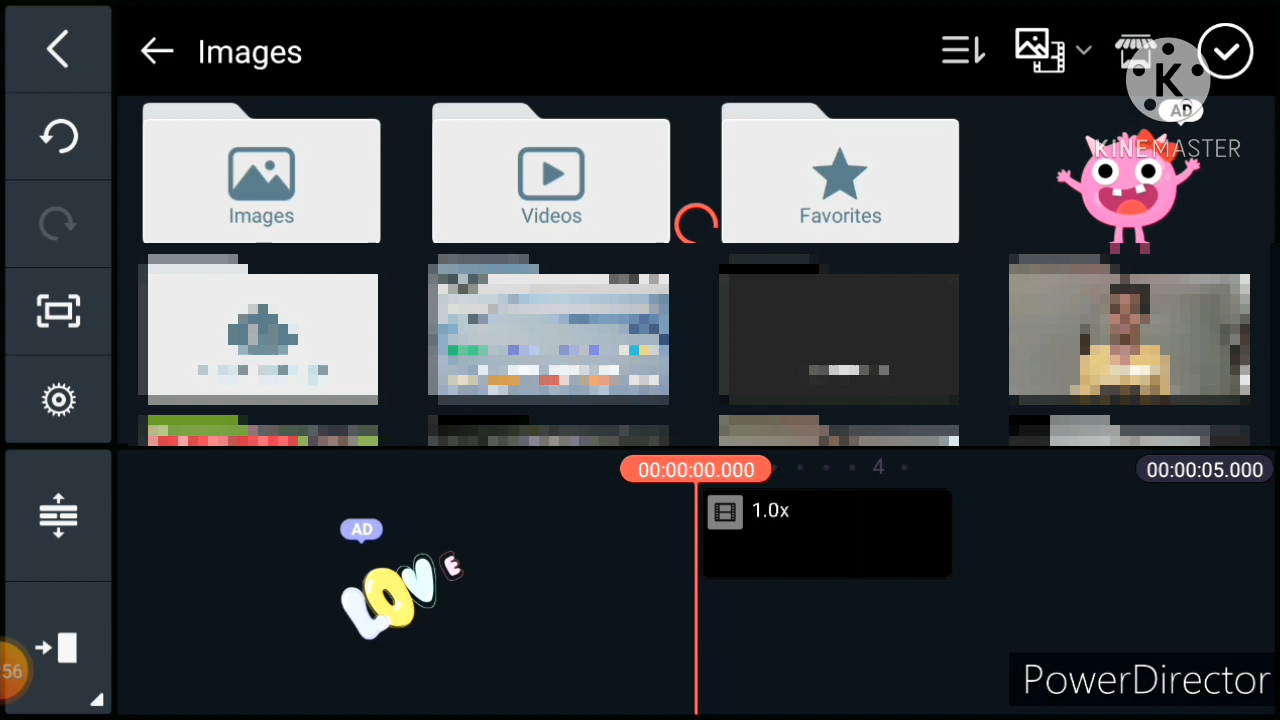 Images
AD
KINEMASTER
K
Images
Videos
Favorites
00:00:00.000
4
00:00:05.000
1.0x
AD
LOVE
56
PowerDirector